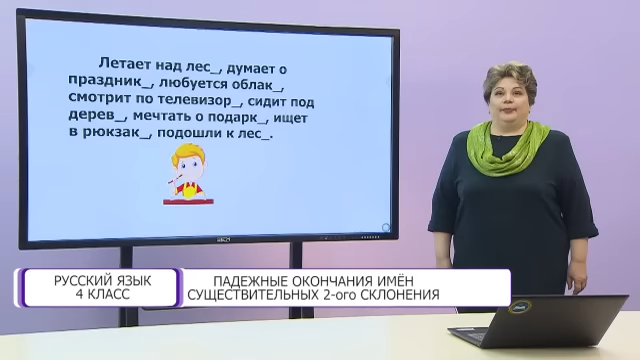 Летает над лес_, думает о
праздник_, любуется облак_,
смотрит по телевизор_, сидит под
дерев_, мечтать о подарк_, ищет
в рюкзак_, подошли к лес_.
РУССКИЙ ЯЗЫК
4 КЛАСС
ПАДЕЖНЫЕ ОКОНЧАНИЯ ИМЁН
СУЩЕСТВИТЕЛЬНЫХ 2-ого СКЛОНЕНИЯ